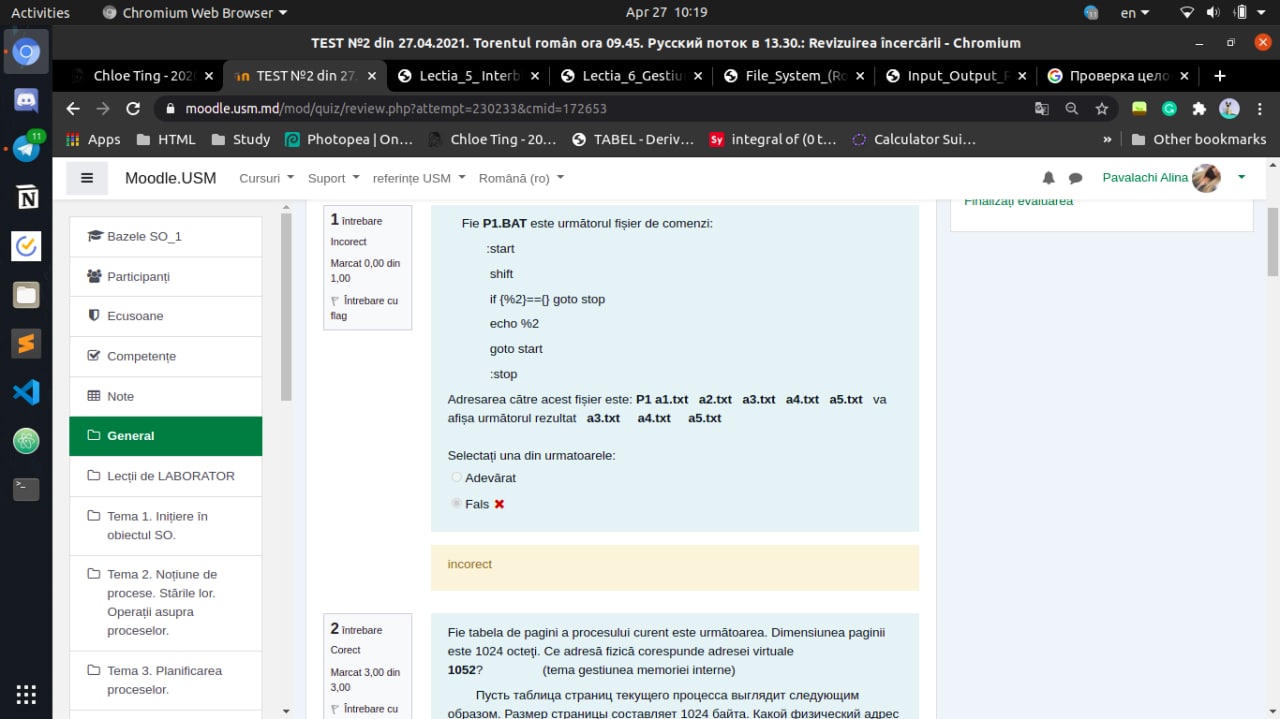 Activities
Chromium Web Browser
Apr 27 10:19
11
en
TEST №2 din 27.04.2021. Torentul român ora 09.45. Русский поток в 13.30.: Revizuirea încercării - Chromium
Chloe Ting - 202
TEST №2 din 27.
Lectia_5_Interb
Lectia_6_Gestiu
File_System_(Ro
Input_Output_P
Проверка цело
moodle.usm.md/mod/quiz/review.php?attempt=230233&cmid=172653
Apps
HTML
Study
Photopea | On...
Chloe Ting - 20...
TABEL - Deriv...
Sy
integral of (0 t...
Calculator Sui...
»
Other bookmarks
11
Moodle.USM
Cursuri
Suport
referințe USM
Română (ro)
Pavalachi Alina
Finalizați evaluarea
Bazele SO_1
Participanți
Ecusoane
Competențe
Note
General
Lecții de LABORATOR
Tema 1. Inițiere în
obiectul SO.
Tema 2. Noțiune de
procese. Stările lor.
Operații asupra
proceselor.
Tema 3. Planificarea
proceselor.
1 întrebare
Incorect
Marcat 0,00 din
1,00
Întrebare cu
flag
Fie P1.BAT este următorul fișier de comenzi:
:start
shift
if {%2}=={} goto stop
echo %2
goto start
:stop
Adresarea către acest fișier este: P1 a1.txt a2.txt a3.txt a4.txt a5.txt va
afișa următorul rezultat a3.txt a4.txt a5.txt
Selectați una din urmatoarele:
Adevărat
Fals
incorect
2 întrebare
Corect
Marcat 3,00 din
3,00
Întrebare cu
Fie tabela de pagini a procesului curent este următoarea. Dimensiunea paginii
este 1024 octeţi. Ce adresă fizică corespunde adresei virtuale
1052? (tema gestiunea memoriei interne)
Пусть таблица страниц текущего процесса выглядит следующим
образом. Размер страницы составляет 1024 байта. Какой физический адрес